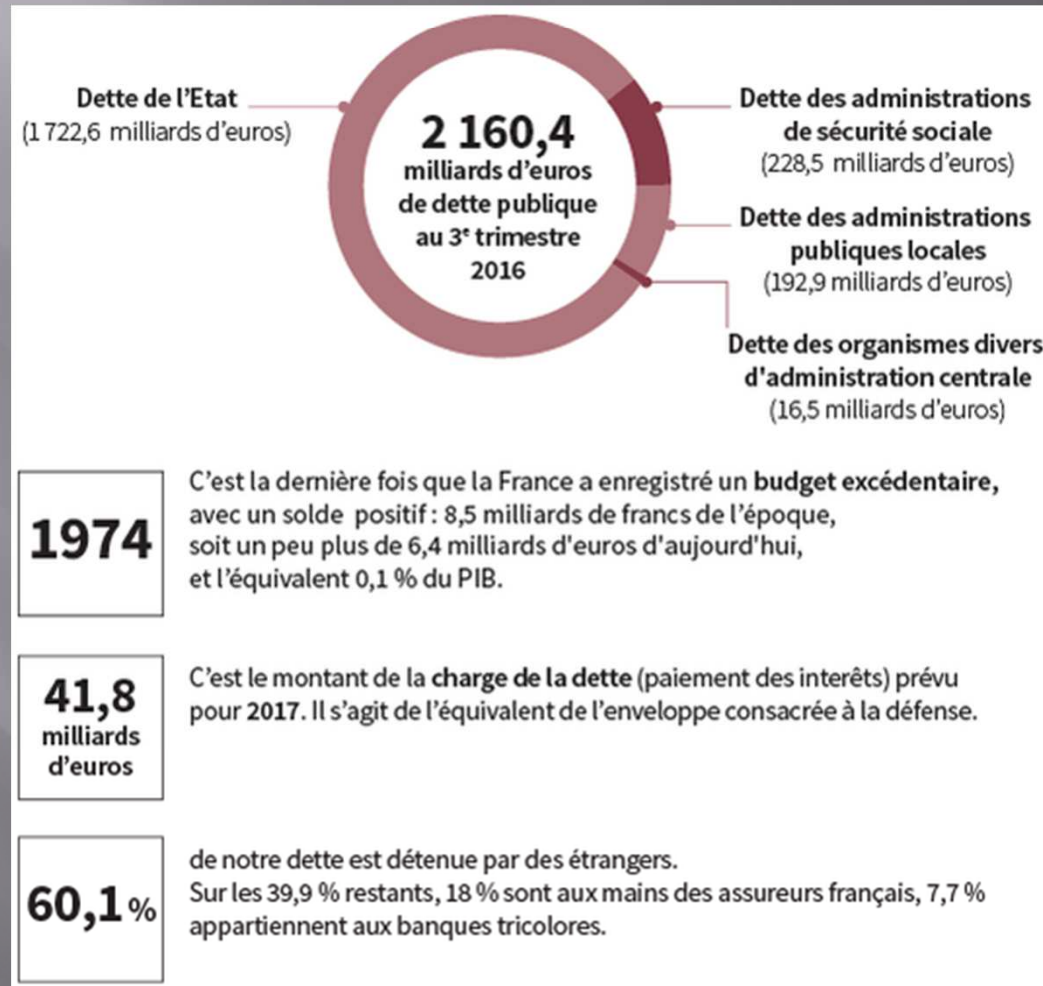 Dette de l'Etat
(1 722,6 milliards d'euros)
2 160,4
milliards d'euros
de dette publique
au 3e trimestre
2016
Dette des administrations
de sécurité sociale
(228,5 milliards d'euros)
Dette des administrations
publiques locales
(192,9 milliards d'euros)
Dette des organismes divers
d'administration centrale
(16,5 milliards d'euros)
1974
C'est la dernière fois que la France a enregistré un budget excédentaire,
avec un solde positif : 8,5 milliards de francs de l'époque,
soit un peu plus de 6,4 milliards d'euros d'aujourd'hui,
et l'équivalent 0,1 % du PIB.
41,8
milliards
d'euros
C'est le montant de la charge de la dette (paiement des interêts) prévu
pour 2017. Il s'agit de l'équivalent de l'enveloppe consacrée à la défense.
60,1 %
de notre dette est détenue par des étrangers.
Sur les 39,9 % restants, 18 % sont aux mains des assureurs français, 7,7 %
appartiennent aux banques tricolores.